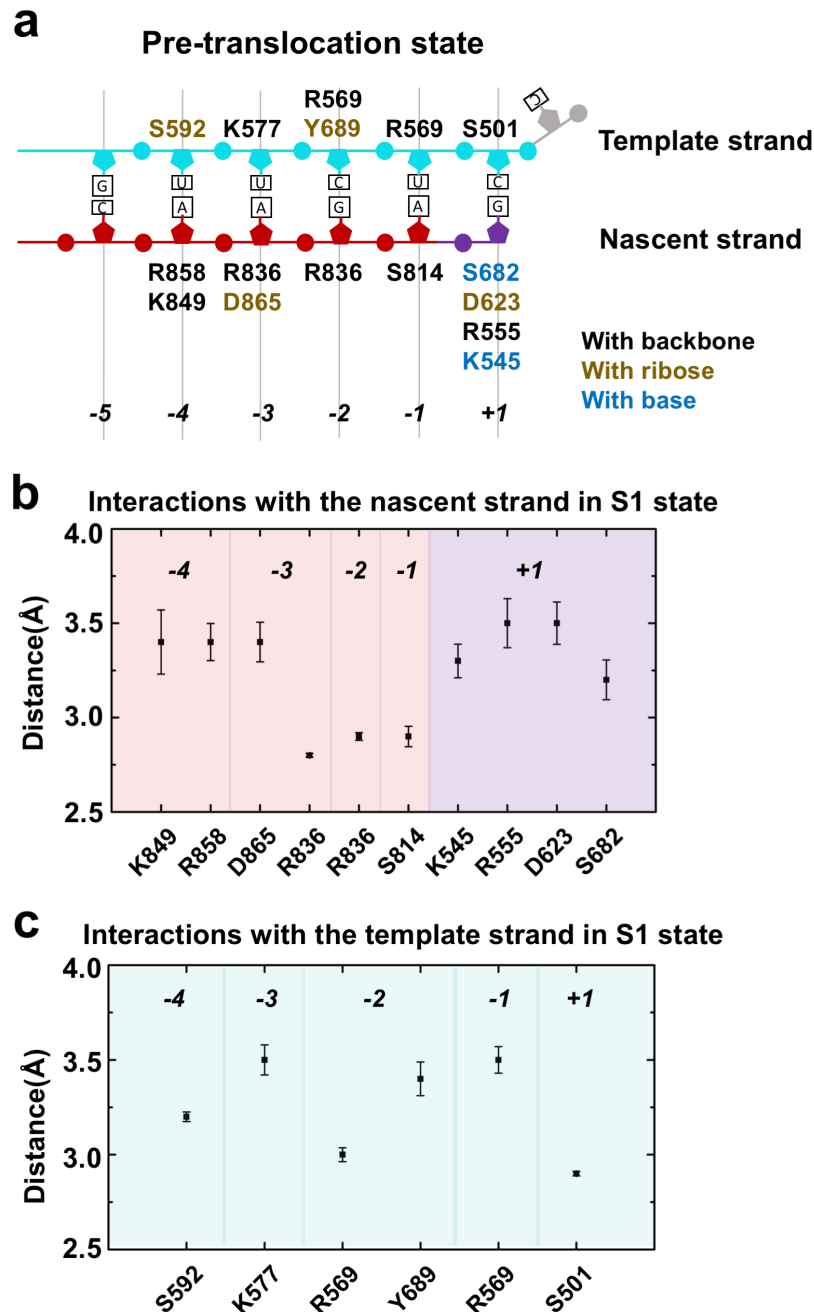 a
Pre-translocation state
R569
S592 K577 Y689 R569 S501
C
Template strand
G U U C U C
C A A G A G
Nascent strand
R858 R836 R836 S814 S682
K849 D865 D623
R555
K545
With backbone
With ribose
With base
-5 -4 -3 -2 -1 +1
b
Interactions with the nascent strand in S1 state
4.0
-4 -3 -2 -1 +1
3.5
Distance(Å)
3.0
2.5
K849 R858 D865 R836 R836 S814 K545 R555 D623 S682
c
Interactions with the template strand in S1 state
4.0
-4 -3 -2 -1 +1
3.5
Distance(Å)
3.0
2.5
S592 K577 R569 Y689 R569 S501